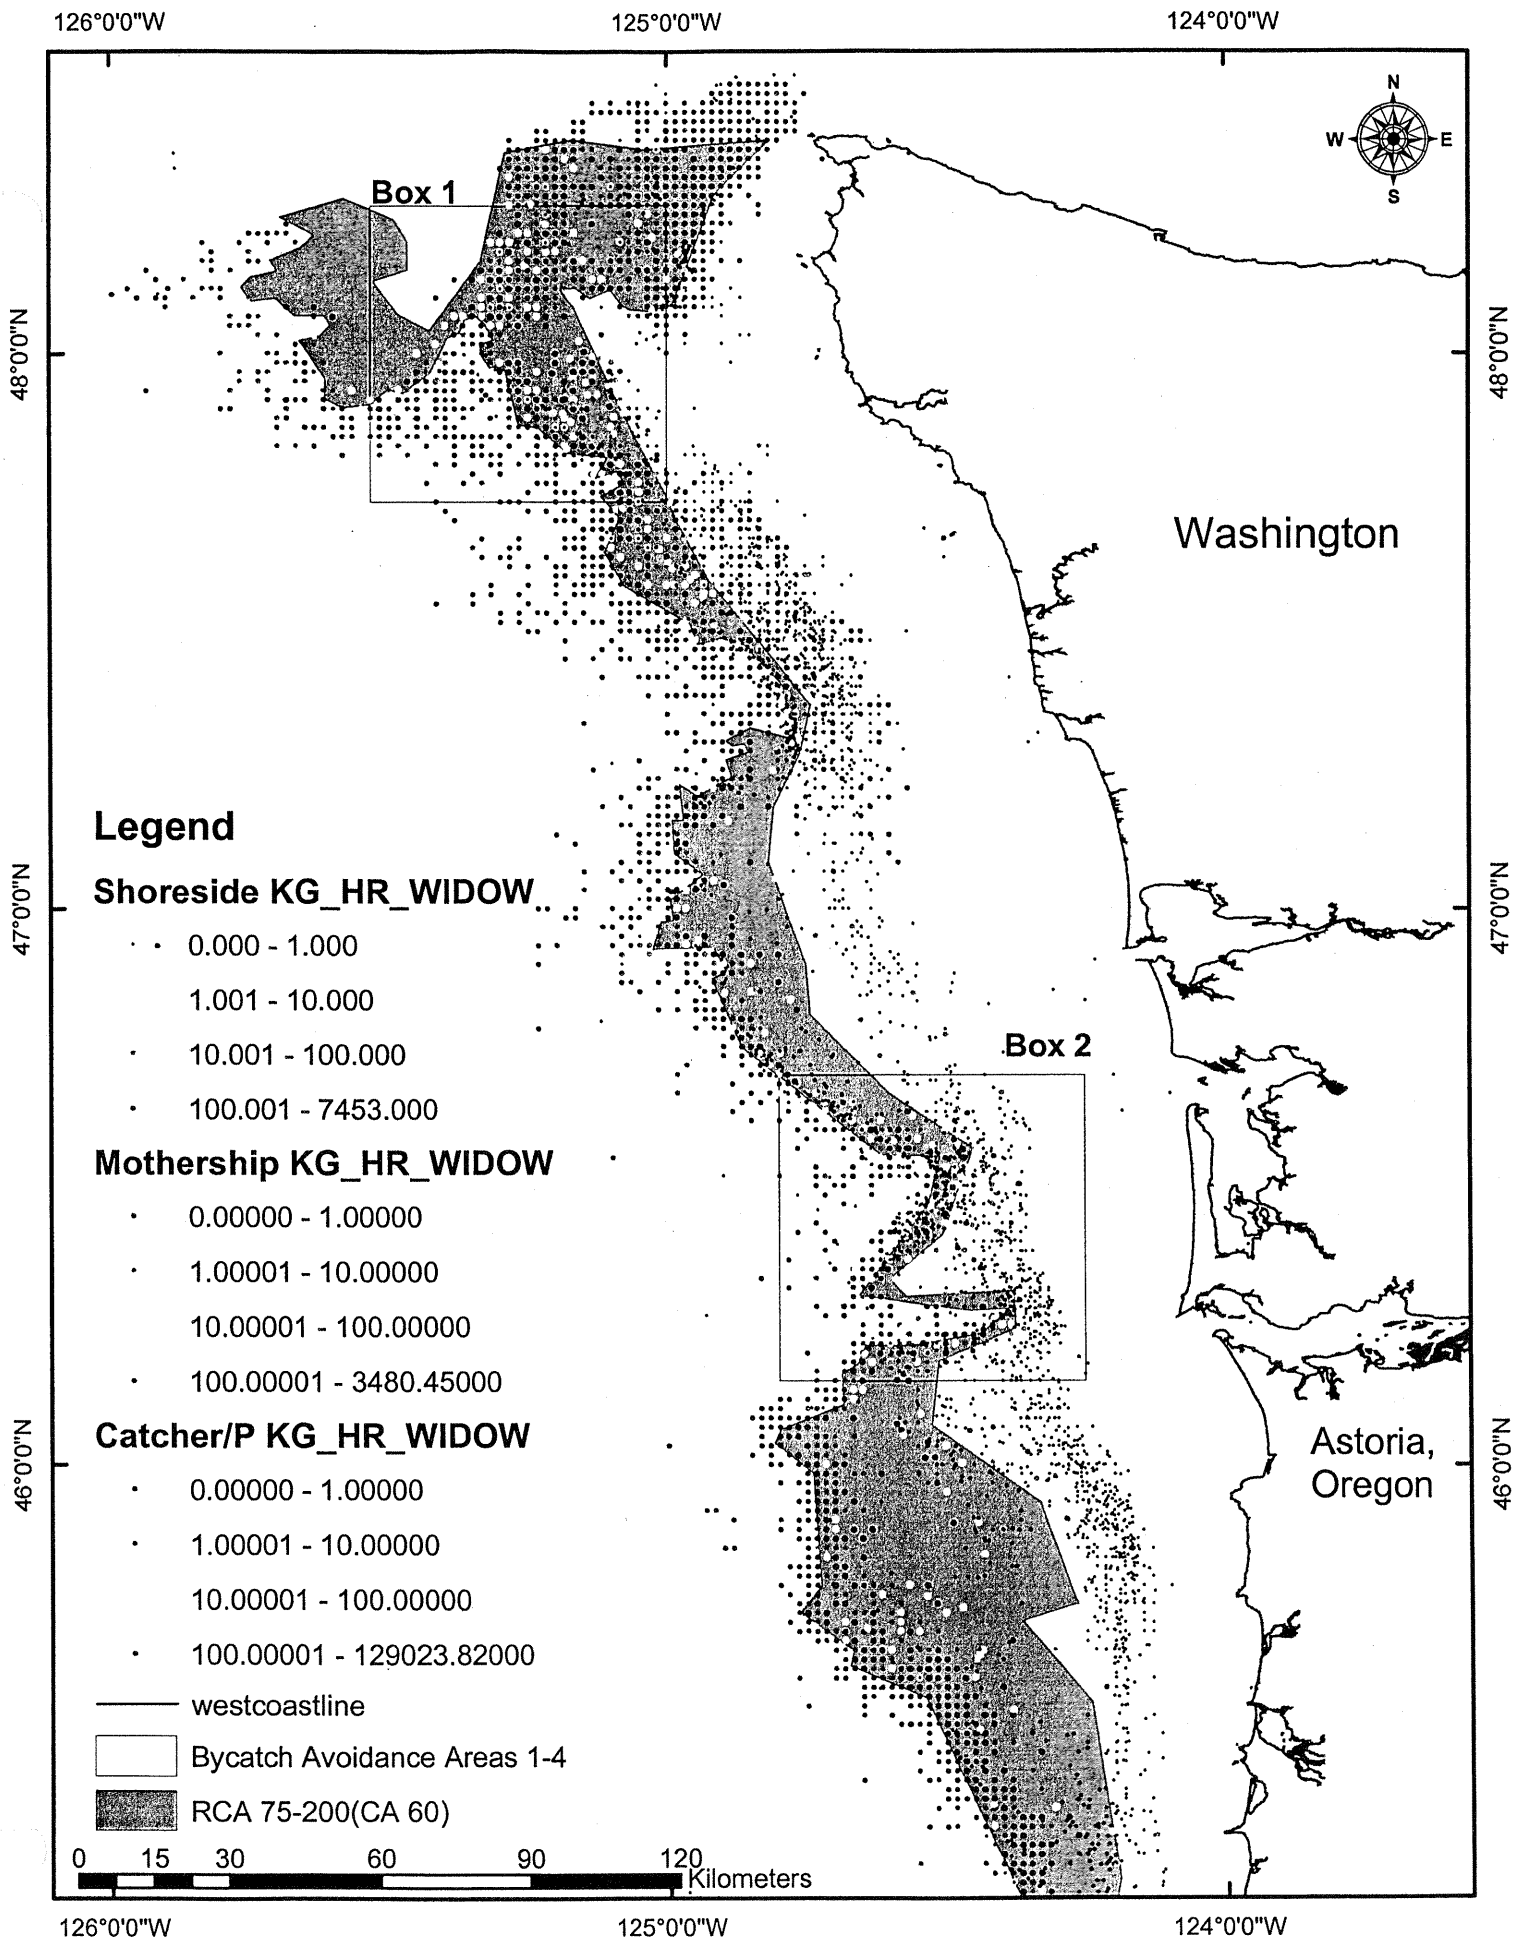 126°0'0"W 125°0'0"W 124°0'0"W
N
W E
S
Box 1
48°0'0"N 48°0'0"N
Washington
Legend
Shoreside KG_HR_WIDOW
0.000 - 1.000
1.001 - 10.000
10.001 - 100.000
100.001 - 7453.000
47°0'0"N 47°0'0"N
Box 2
Mothership KG_HR_WIDOW
0.00000 - 1.00000
1.00001 - 10.00000
10.00001 - 100.00000
100.00001 - 3480.45000
Catcher/P KG_HR_WIDOW
0.00000 - 1.00000
1.00001 - 10.00000
10.00001 - 100.00000
100.00001 - 129023.82000
46°0'0"N 46°0'0"N
Astoria,
Oregon
westcoastline
Bycatch Avoidance Areas 1-4
RCA 75-200(CA 60)
0 15 30 60 90 120
Kilometers
126°0'0"W 125°0'0"W 124°0'0"W